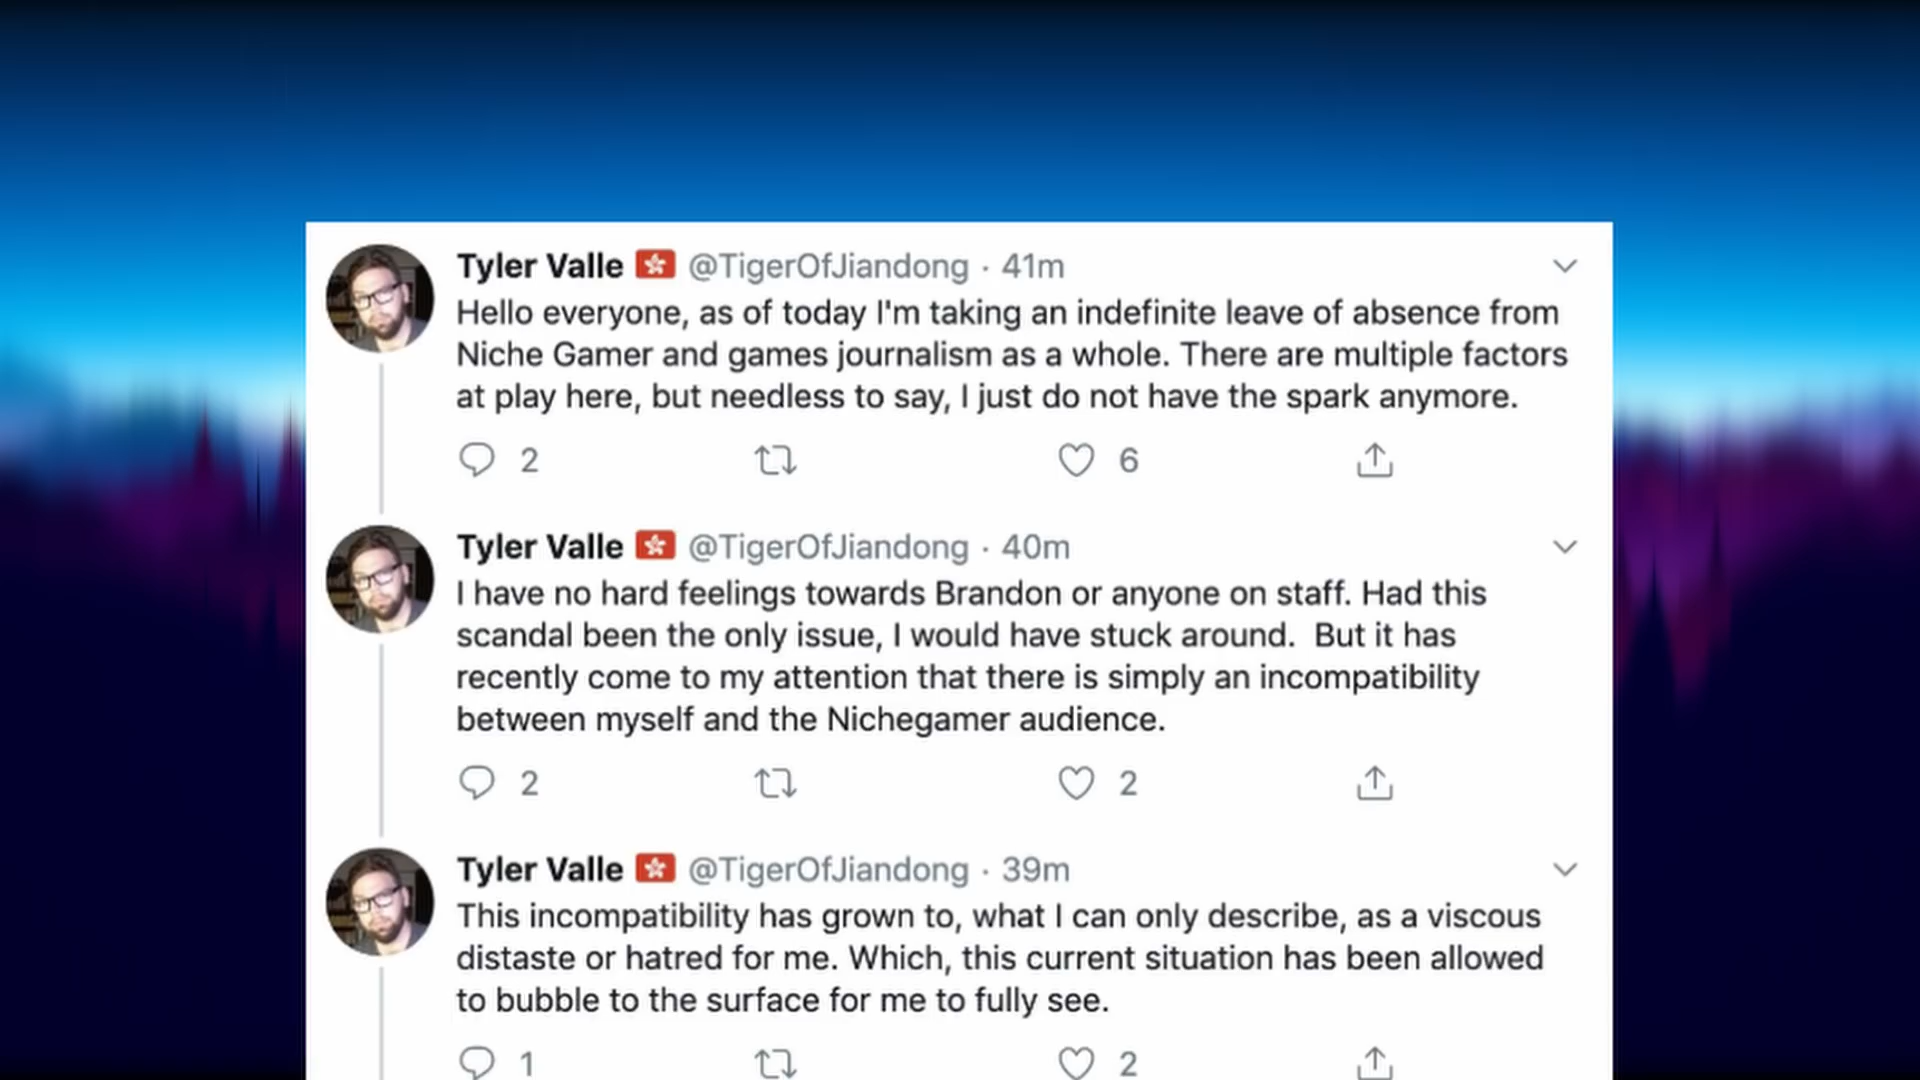 Tyler Valle 🇭🇰 @TigerOfJiandong · 41m
Hello everyone, as of today I'm taking an indefinite leave of absence from
Niche Gamer and games journalism as a whole. There are multiple factors
at play here, but needless to say, I just do not have the spark anymore.
2 6
Tyler Valle 🇭🇰 @TigerOfJiandong · 40m
I have no hard feelings towards Brandon or anyone on staff. Had this
scandal been the only issue, I would have stuck around.  But it has
recently come to my attention that there is simply an incompatibility
between myself and the Nichegamer audience.
2 2
Tyler Valle 🇭🇰 @TigerOfJiandong · 39m
This incompatibility has grown to, what I can only describe, as a viscous
distaste or hatred for me. Which, this current situation has been allowed
to bubble to the surface for me to fully see.
1 2